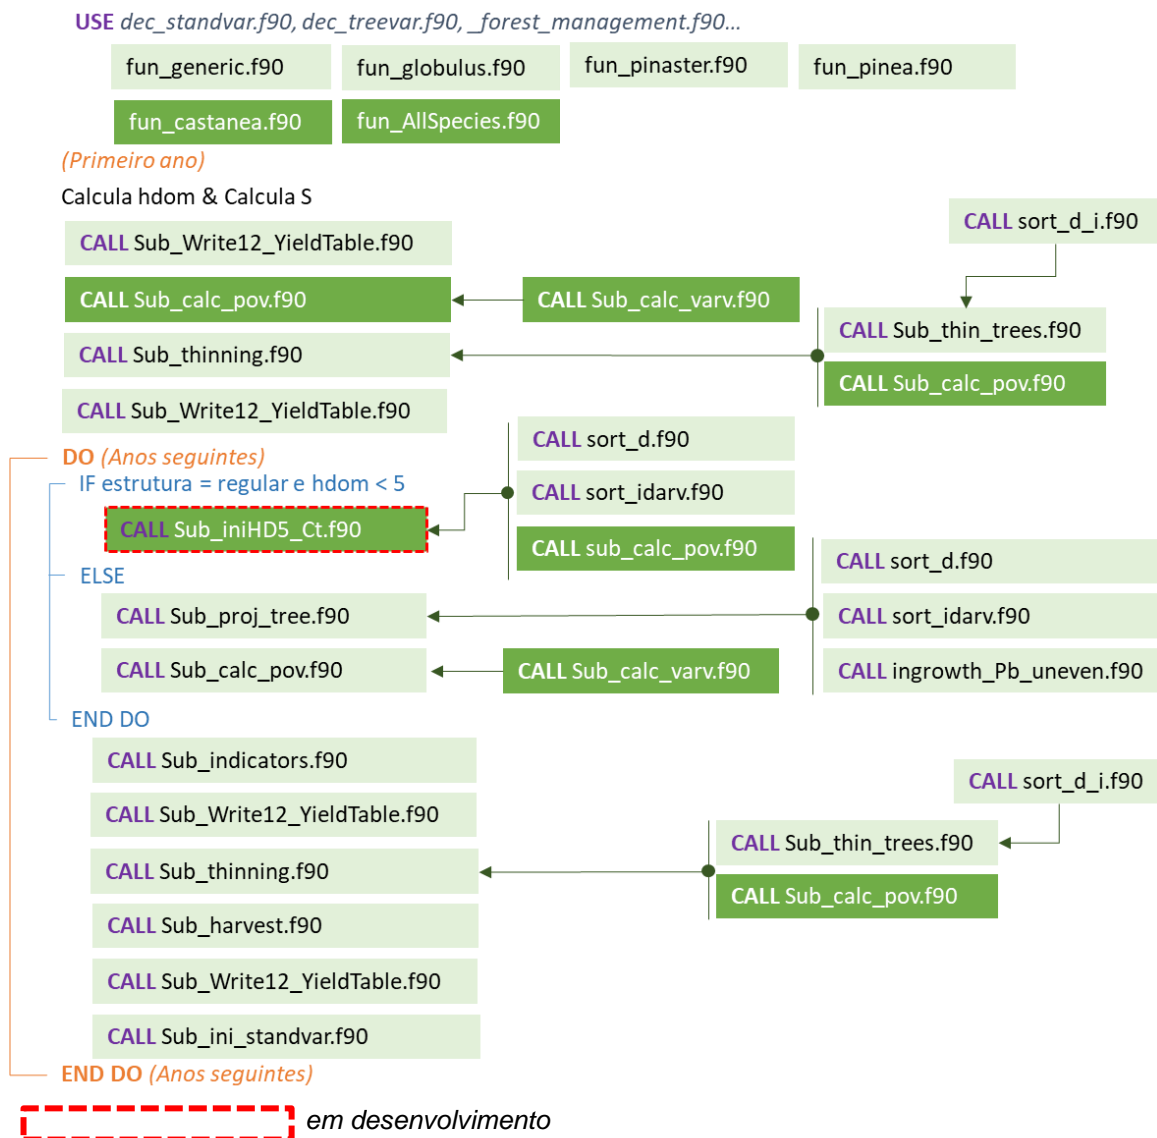 USE dec_standvar.f90, dec_treevar.f90, _forest_management.f90...
fun_generic.f90
fun_globulus.f90
fun_pinaster.f90
fun_pinea.f90
fun_castanea.f90
fun_AllSpecies.f90
(Primeiro ano)
Calcula hdom & Calcula S
CALL sort_d_i.f90
CALL Sub_Write12_YieldTable.f90
CALL Sub_calc_pov.f90
CALL Sub_calc_varv.f90
CALL Sub_thin_trees.f90
CALL Sub_thinning.f90
CALL Sub_calc_pov.f90
CALL Sub_Write12_YieldTable.f90
DO (Anos seguintes)
IF estrutura = regular e hdom < 5
CALL sort_d.f90
CALL sort_idarv.f90
CALL Sub_iniHD5_Ct.f90
CALL sub_calc_pov.f90
ELSE
CALL sort_d.f90
CALL Sub_proj_tree.f90
CALL sort_idarv.f90
CALL Sub_calc_pov.f90
CALL Sub_calc_varv.f90
CALL ingrowth_Pb_uneven.f90
END DO
CALL Sub_indicators.f90
CALL sort_d_i.f90
CALL Sub_Write12_YieldTable.f90
CALL Sub_thin_trees.f90
CALL Sub_thinning.f90
CALL Sub_calc_pov.f90
CALL Sub_harvest.f90
CALL Sub_Write12_YieldTable.f90
CALL Sub_ini_standvar.f90
END DO (Anos seguintes)
em desenvolvimento